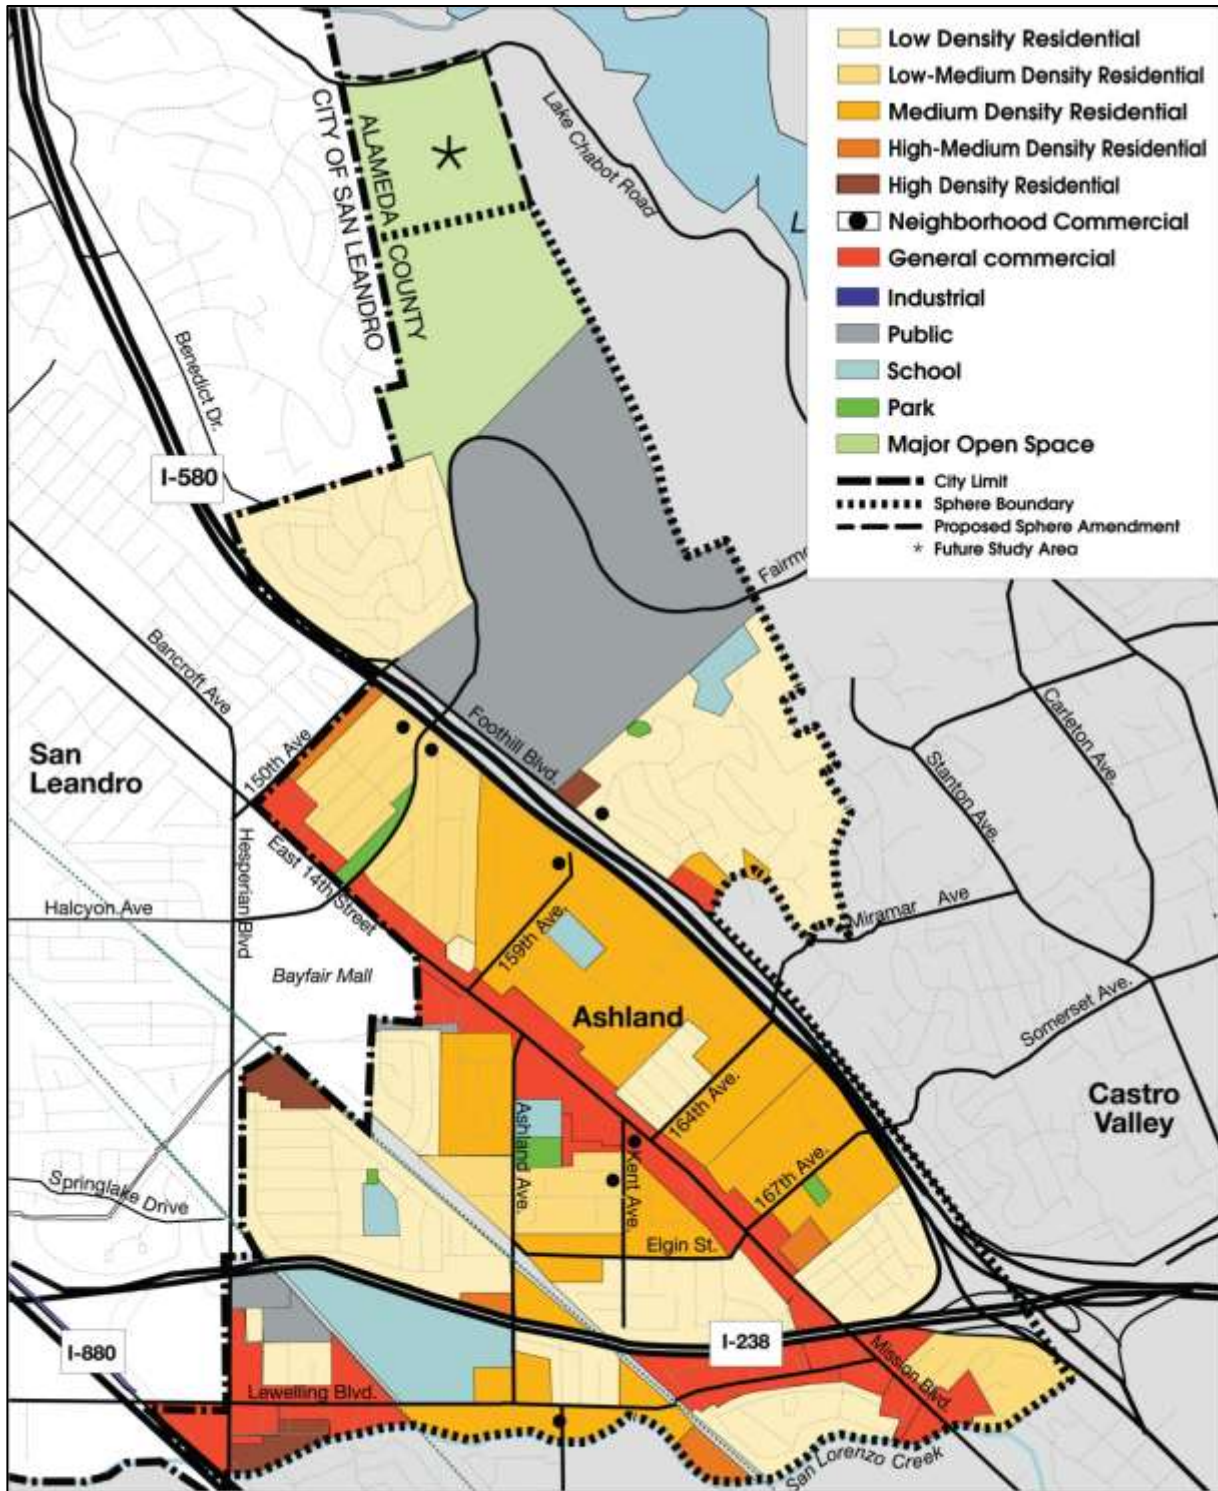 Low Density Residential
Low-Medium Density Residential
Medium Density Residential
High-Medium Density Residential
High Density Residential
Neighborhood Commercial
General commercial
Industrial
Public
School
Park
Major Open Space
City Limit
Sphere Boundary
Proposed Sphere Amendment
* Future Study Area
Lake Chabot Road
L
CITY OF SAN LEANDRO
ALAMEDA COUNTY
*
Benedict Dr.
I-580
Bancroft Ave
150th Ave
San
Leandro
Foothill Blvd.
Hesperian Blvd
East 14th Street
Halcyon Ave
Bayfair Mall
159th Ave.
Ashland
Miramar Ave
Stanton Ave.
Carleton Ave.
Somerset Ave.
Castro
Valley
164th Ave.
167th Ave.
Ashland Ave.
Kent Ave.
Elgin St.
Springlake Drive
I-880
I-238
Lewelling Blvd.
Mission Blvd.
San Lorenzo Creek